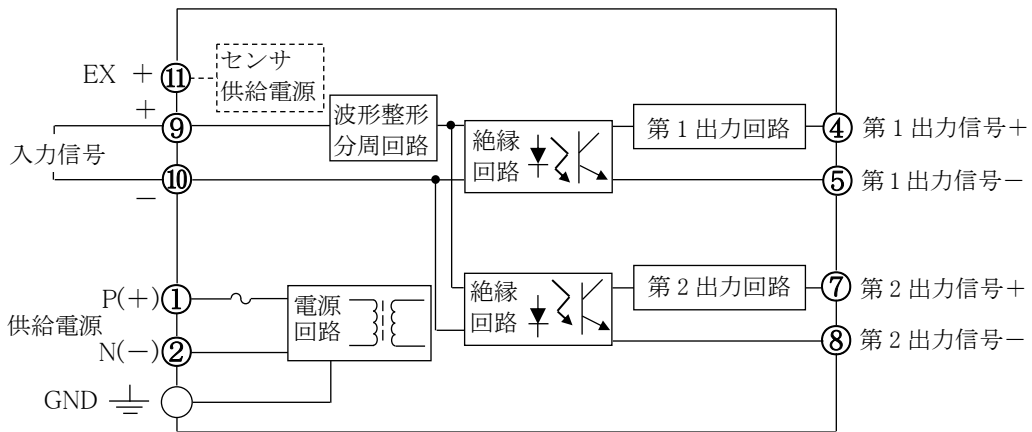 EX +
⑪
センサ
供給電源
+
⑨
入力信号
⑩
−
波形整形
分周回路
絶縁
回路
第1出力回路
④
第1出力信号+
⑤
第1出力信号−
P(+)
①
供給電源
N(−)
②
GND
電源
回路
絶縁
回路
第2出力回路
⑦
第2出力信号+
⑧
第2出力信号−